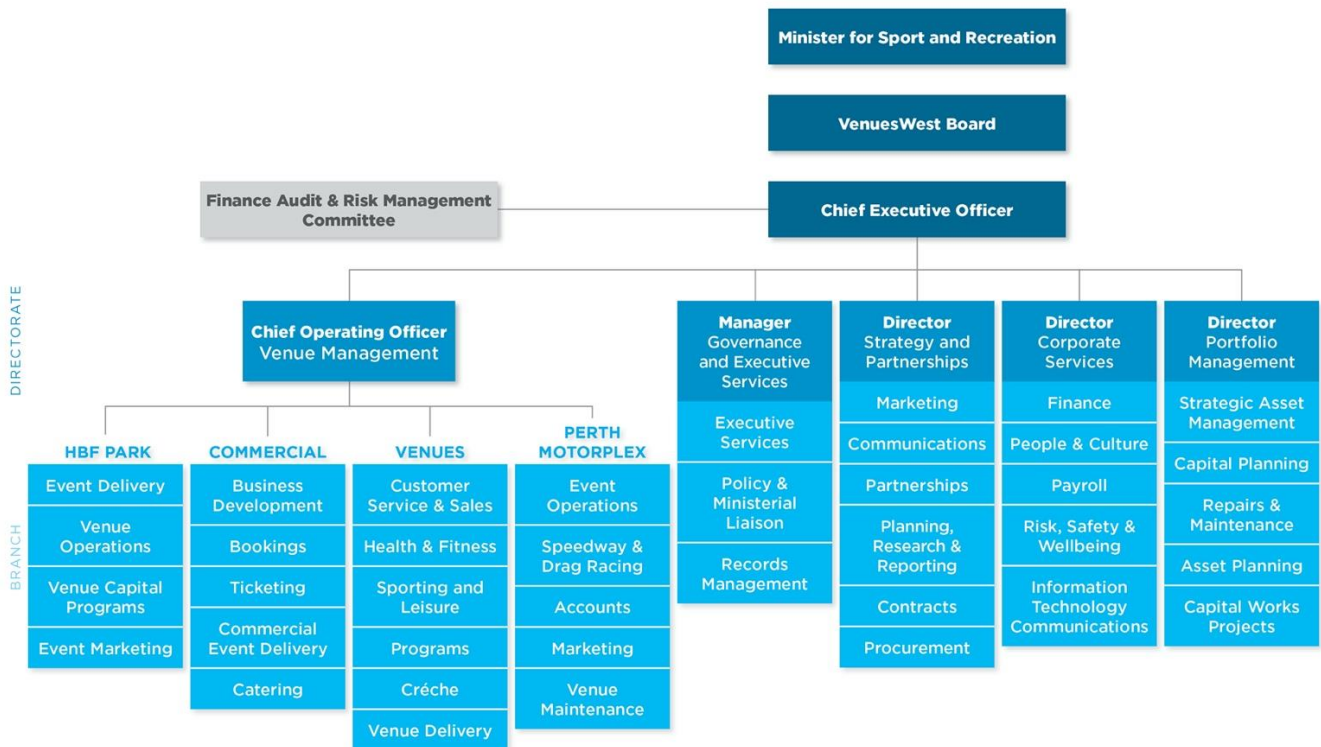 Minister for Sport and Recreation
VenuesWest Board
Finance Audit & Risk Management
Committee
Chief Executive Officer
DIRECTORATE
Chief Operating Officer
Venue Management
Manager
Governance
and Executive
Services
Executive
Services
Policy &
Ministerial
Liaison
Records
Management
Director
Strategy and
Partnerships
Marketing
Communications
Partnerships
Planning,
Research &
Reporting
Contracts
Procurement
Director
Corporate
Services
Finance
People & Culture
Payroll
Risk, Safety &
Wellbeing
Information
Technology
Communications
Director
Portfolio
Management
Strategic Asset
Management
Capital Planning
Repairs &
Maintenance
Asset Planning
Capital Works
Projects
BRANCH
HBF PARK
Event Delivery
Venue
Operations
Venue Capital
Programs
Event Marketing
COMMERCIAL
Business
Development
Bookings
Ticketing
Commercial
Event Delivery
Catering
VENUES
Customer
Service & Sales
Health & Fitness
Sporting and
Leisure
Programs
Créche
Venue Delivery
PERTH
MOTORPLEX
Event
Operations
Speedway &
Drag Racing
Accounts
Marketing
Venue
Maintenance